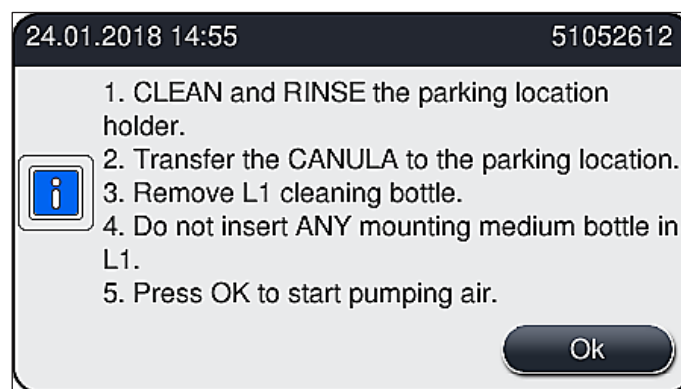 24.01.2018 14:55 51052612
1. CLEAN and RINSE the parking location
holder.
2. Transfer the CANULA to the parking location.
3. Remove L1 cleaning bottle.
4. Do not insert ANY mounting medium bottle in
L1.
5. Press OK to start pumping air.
Ok